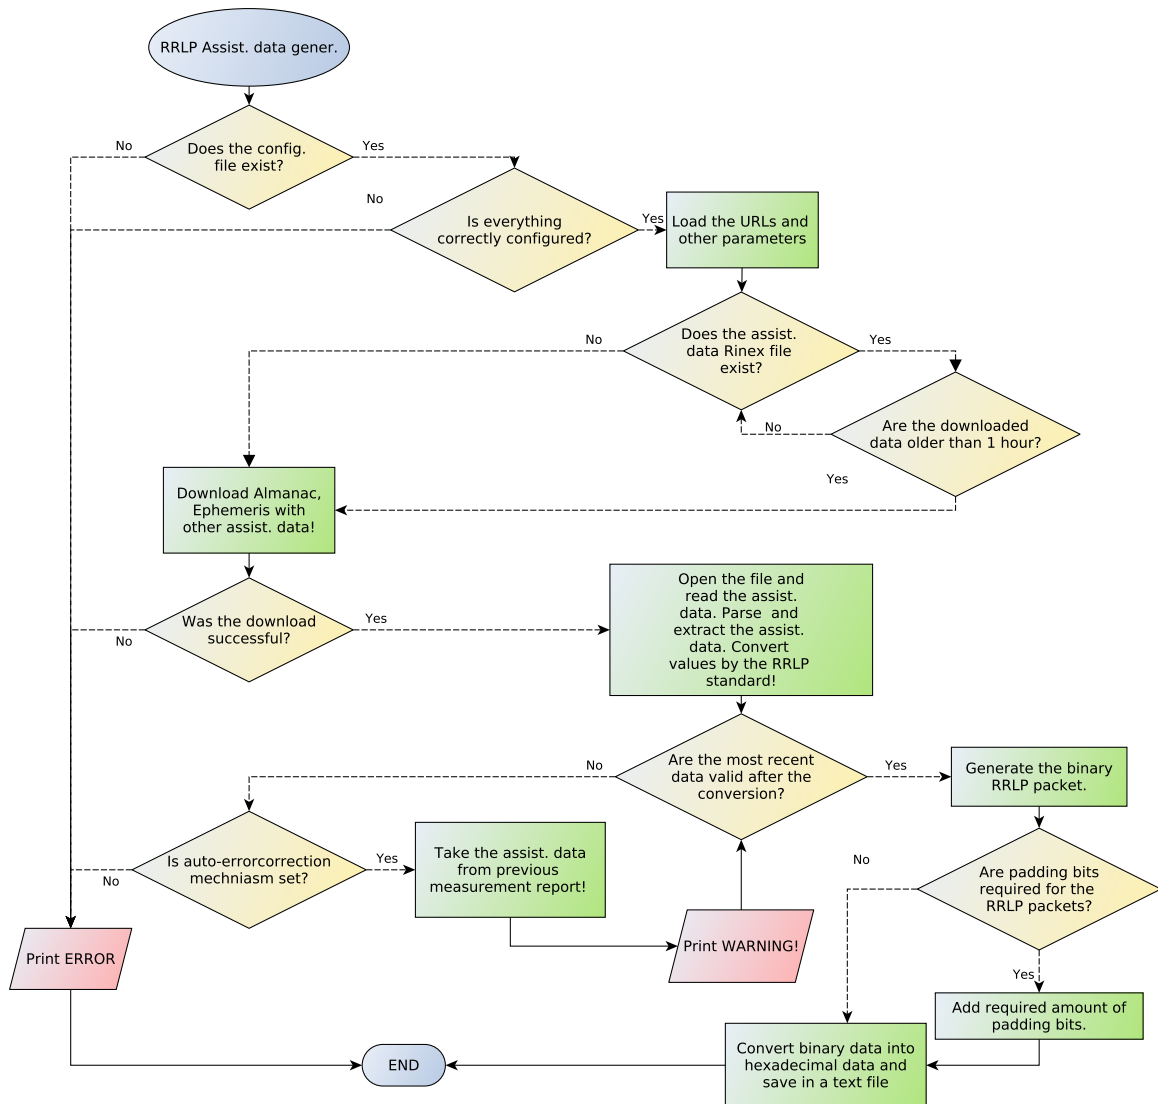 RRLP Assist. data gener.
No
Does the config.
file exist?
Yes
No
Is everything
correctly configured?
Yes
Load the URLs and
other parameters
No
Does the assist.
data Rinex file
exist?
Yes
No
Are the downloaded
data older than 1 hour?
Yes
Download Almanac,
Ephemeris with
other assist. data!
No
Was the download
successful?
Yes
Open the file and
read the assist.
data. Parse  and
extract the assist.
data. Convert
values by the RRLP
standard!
No
Are the most recent
data valid after the
conversion?
Yes
Generate the binary
RRLP packet.
No
Is auto-errorcorrection
mechniasm set?
Yes
Take the assist. data
from previous
measurement report!
No
Are padding bits
required for the
RRLP packets?
Print ERROR
Print WARNING!
Yes
Add required amount of
padding bits.
END
Convert binary data into
hexadecimal data and
save in a text file